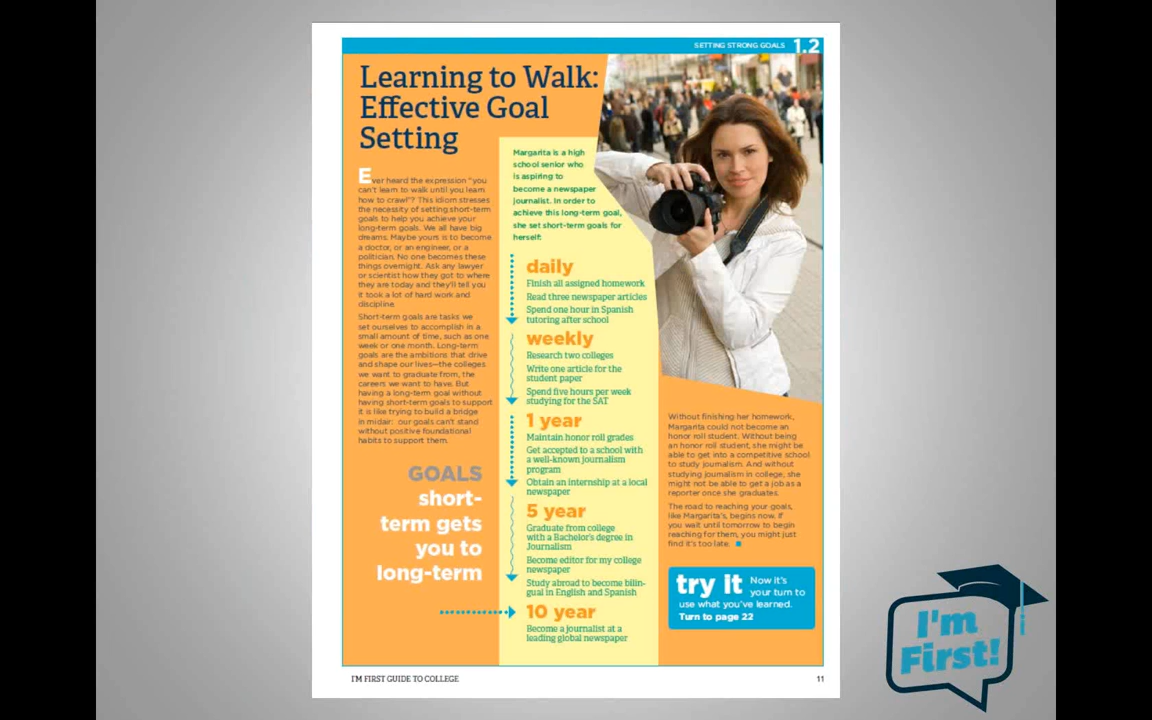 SETTING STRONG GOALS 1.2
Learning to Walk:
Effective Goal
Setting
Ever heard the expression "you
can't learn to walk until you learn
how to crawl"? This idiom stresses
the necessity of setting short-term
goals to help you achieve your
long-term goals. We all have big
dreams. Maybe yours is to become
a doctor, or an engineer, or a
politician. No one becomes these
things overnight. Ask any lawyer
or scientist how they got to where
they are today and they'll tell you
it took a lot of hard work and
discipline.
Short-term goals are tasks we
set ourselves to accomplish in a
small amount of time, such as one
week or one month. Long-term
goals are the ambitions that drive
and shape our lives—the colleges
we want to graduate from, the
careers we want to have. But
having a long-term goal without
having short-term goals to support
it is like trying to build a bridge
in midair: our goals can't stand
without positive foundational
habits to support them.
GOALS
short-
term gets
you to
long-term
Margarita is a high
school senior who
is aspiring to
become a newspaper
journalist. In order to
achieve this long-term goal,
she set short-term goals for
herself:
daily
Finish all assigned homework
Read three newspaper articles
Spend one hour in Spanish
tutoring after school
weekly
Research two colleges
Write one article for the
student paper
Spend five hours per week
studying for the SAT
1 year
Maintain honor roll grades
Get accepted to a school with
a well-known journalism
program
Obtain an internship at a local
newspaper
5 year
Graduate from college
with a Bachelor's degree in
Journalism
Become editor for my college
newspaper
Study abroad to become bilin-
gual in English and Spanish
10 year
Become a journalist at a
leading global newspaper
Without finishing her homework,
Margarita could not become an
honor roll student. Without being
an honor roll student, she might be
able to get into a competitive school
to study journalism. And without
studying journalism in college, she
might not be able to get a job as a
reporter once she graduates.
The road to reaching your goals,
like Margarita's, begins now. If
you wait until tomorrow to begin
reaching for them, you might just
find it's too late.
try it Now it's
your turn to
use what you've learned.
Turn to page 22
I'M FIRST GUIDE TO COLLEGE
11
I'm
First!